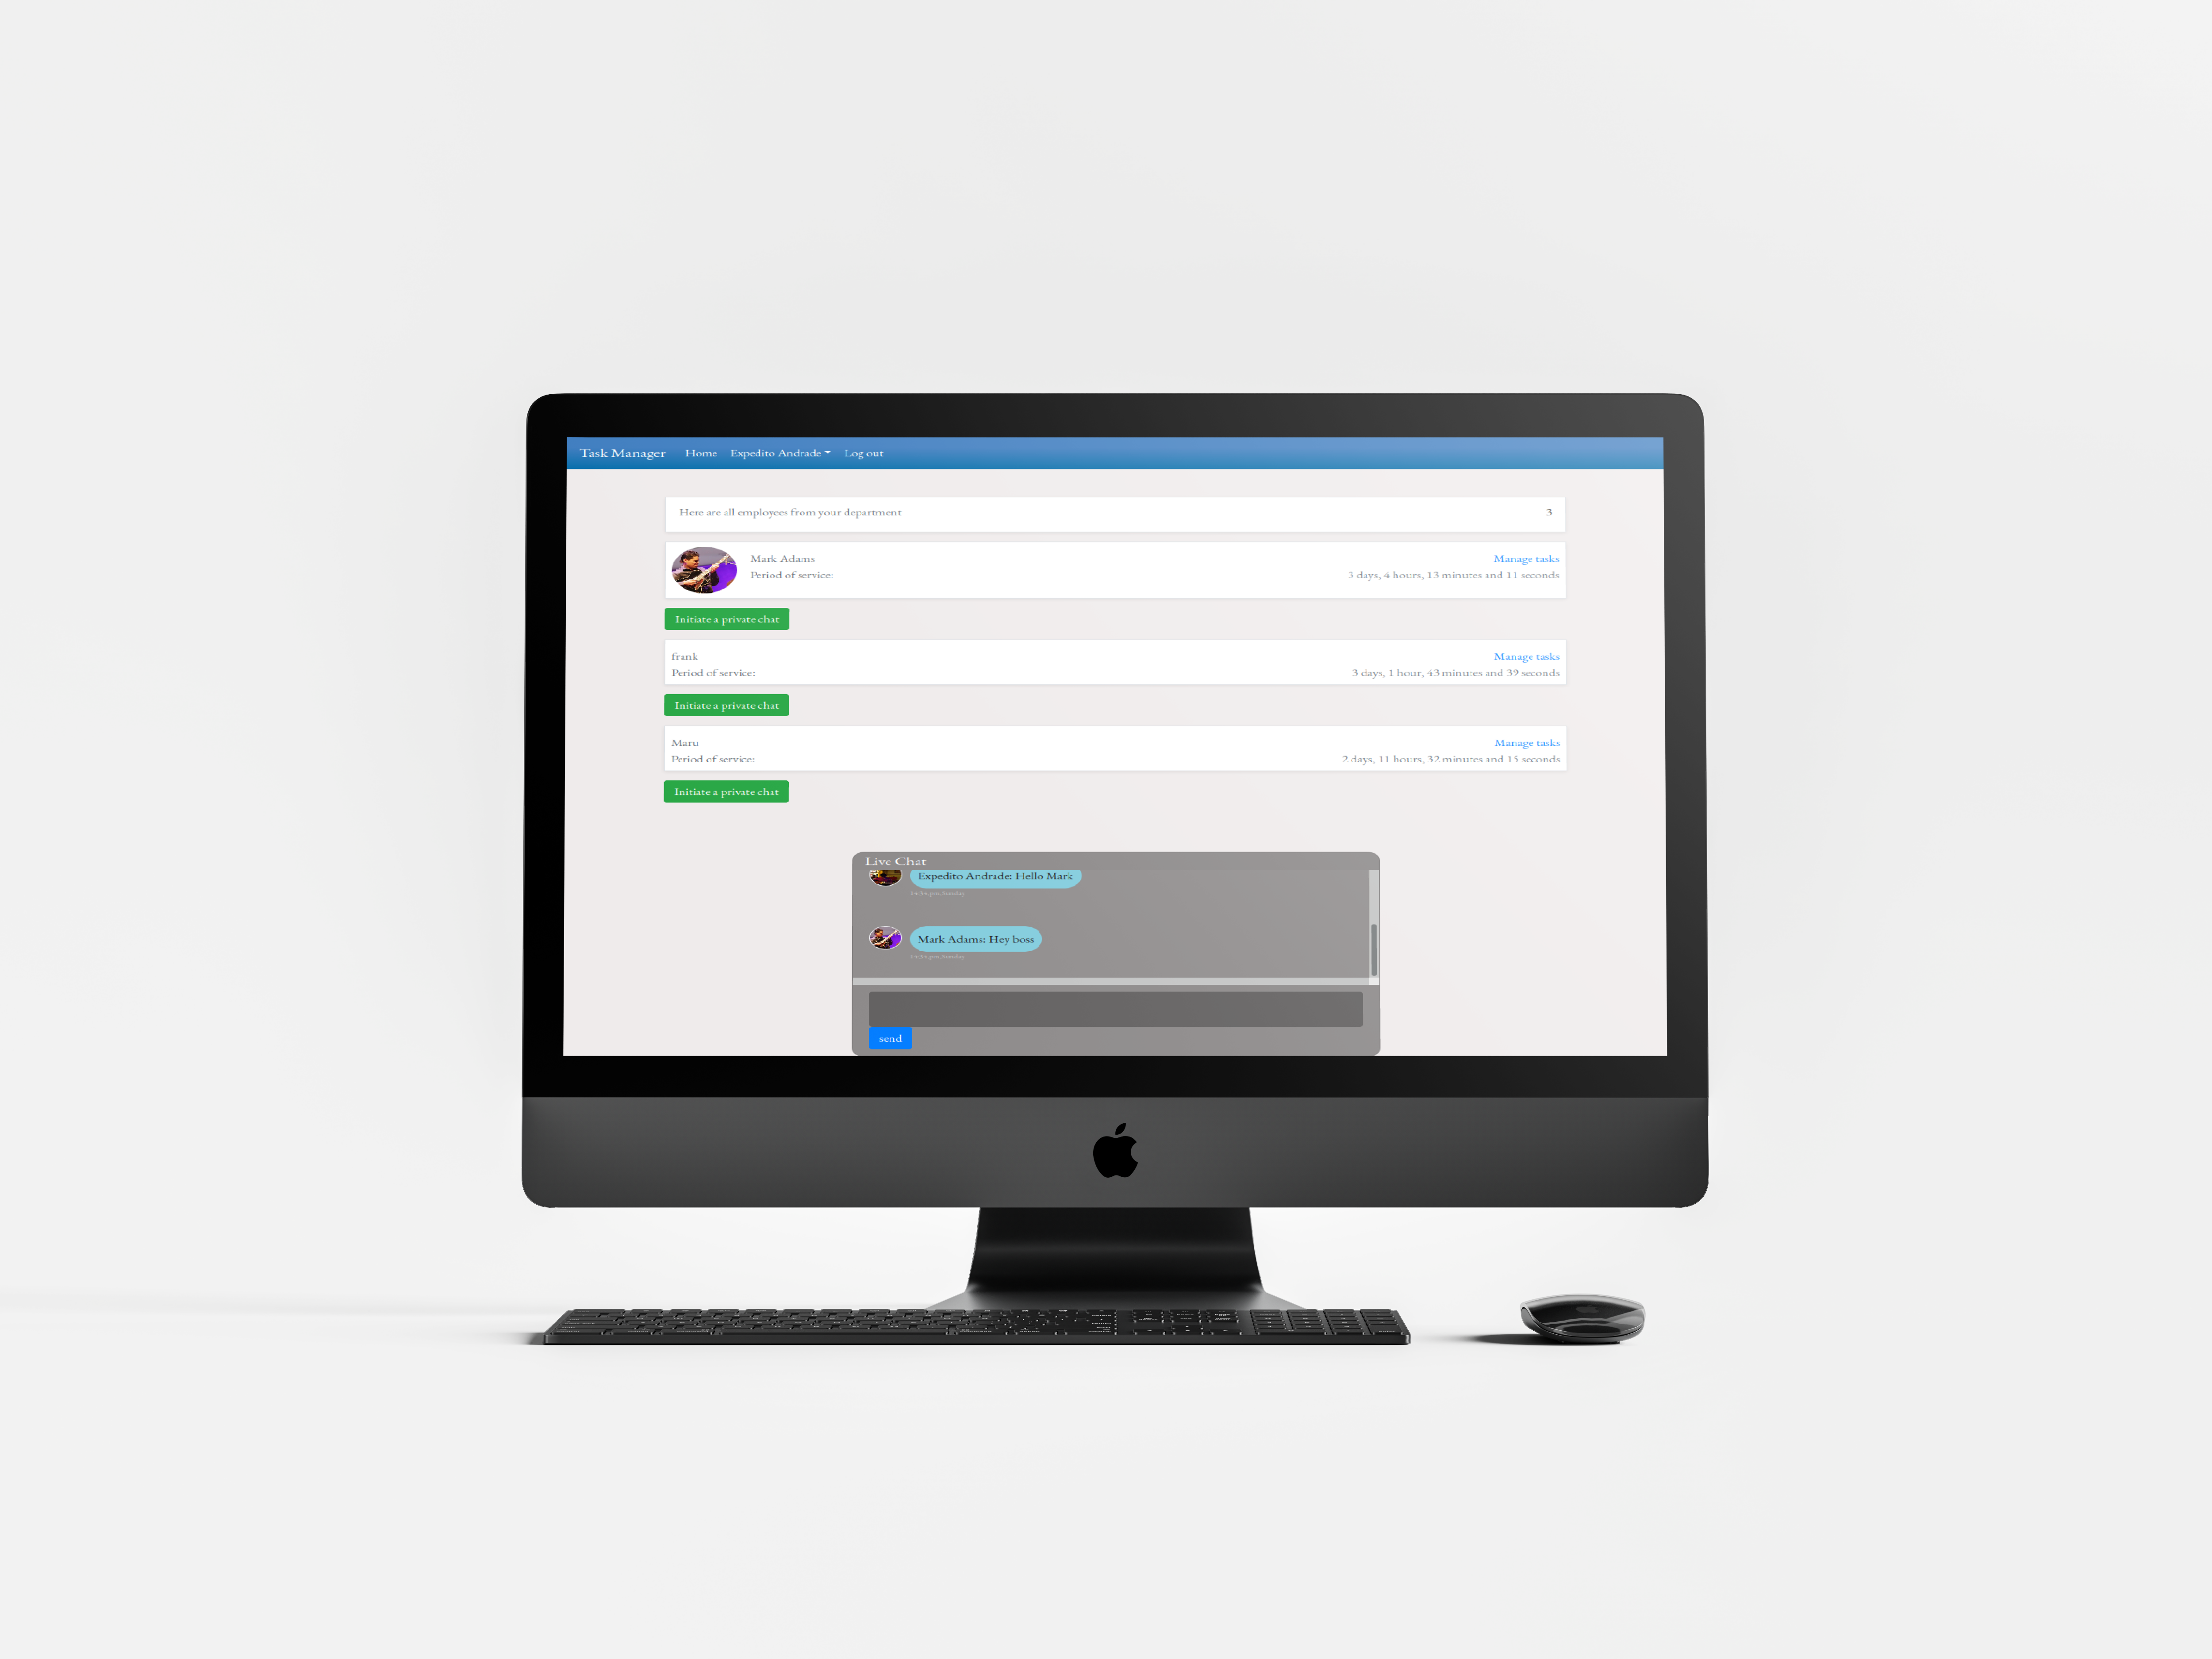 Task Manager Home Expedito Andrade Log out
Here are all employees from your department 3
Mark Adams Manage tasks
Period of service: 3 days, 4 hours, 13 minutes and 11 seconds
Initiate a private chat
frank Manage tasks
Period of service: 3 days, 1 hour, 43 minutes and 39 seconds
Initiate a private chat
Maru Manage tasks
Period of service: 2 days, 11 hours, 32 minutes and 15 seconds
Initiate a private chat
Live Chat
Expedito Andrade: Hello Mark
Mark Adams: Hey boss
send